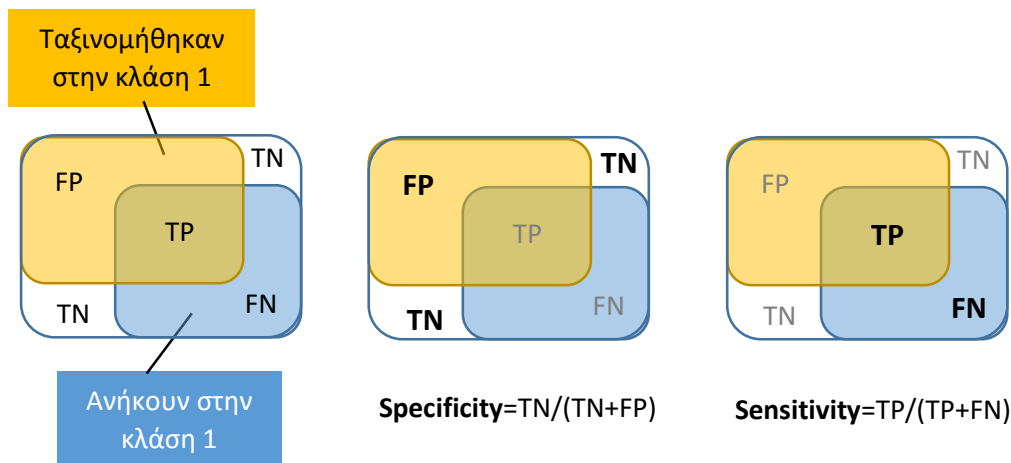 Ταξινομήθηκαν
στην κλάση 1
FP
TN
TP
TN
FN
Ανήκουν στην
κλάση 1
FP
TN
TP
TN
FN
Specificity=TN/(TN+FP)
FP
TN
TP
TN
FN
Sensitivity=TP/(TP+FN)